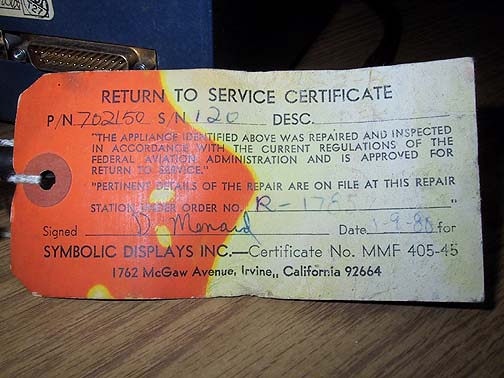 RETURN TO SERVICE CERTIFICATE
P/N 702150 S/N 120 DESC.
"THE APPLIANCE IDENTIFIED ABOVE WAS REPAIRED AND INSPECTED
IN ACCORDANCE WITH THE CURRENT REGULATIONS OF THE
FEDERAL AVIATION ADMINISTRATION AND IS APPROVED FOR
RETURN TO SERVICE."
"PERTINENT DETAILS OF THE REPAIR ARE ON FILE AT THIS REPAIR
STATION UNDER ORDER NO. "
Signed D. Menard Date for
SYMBOLIC DISPLAYS INC.—Certificate No. MMF 405-45
1762 McGaw Avenue, Irvine,, California 92664